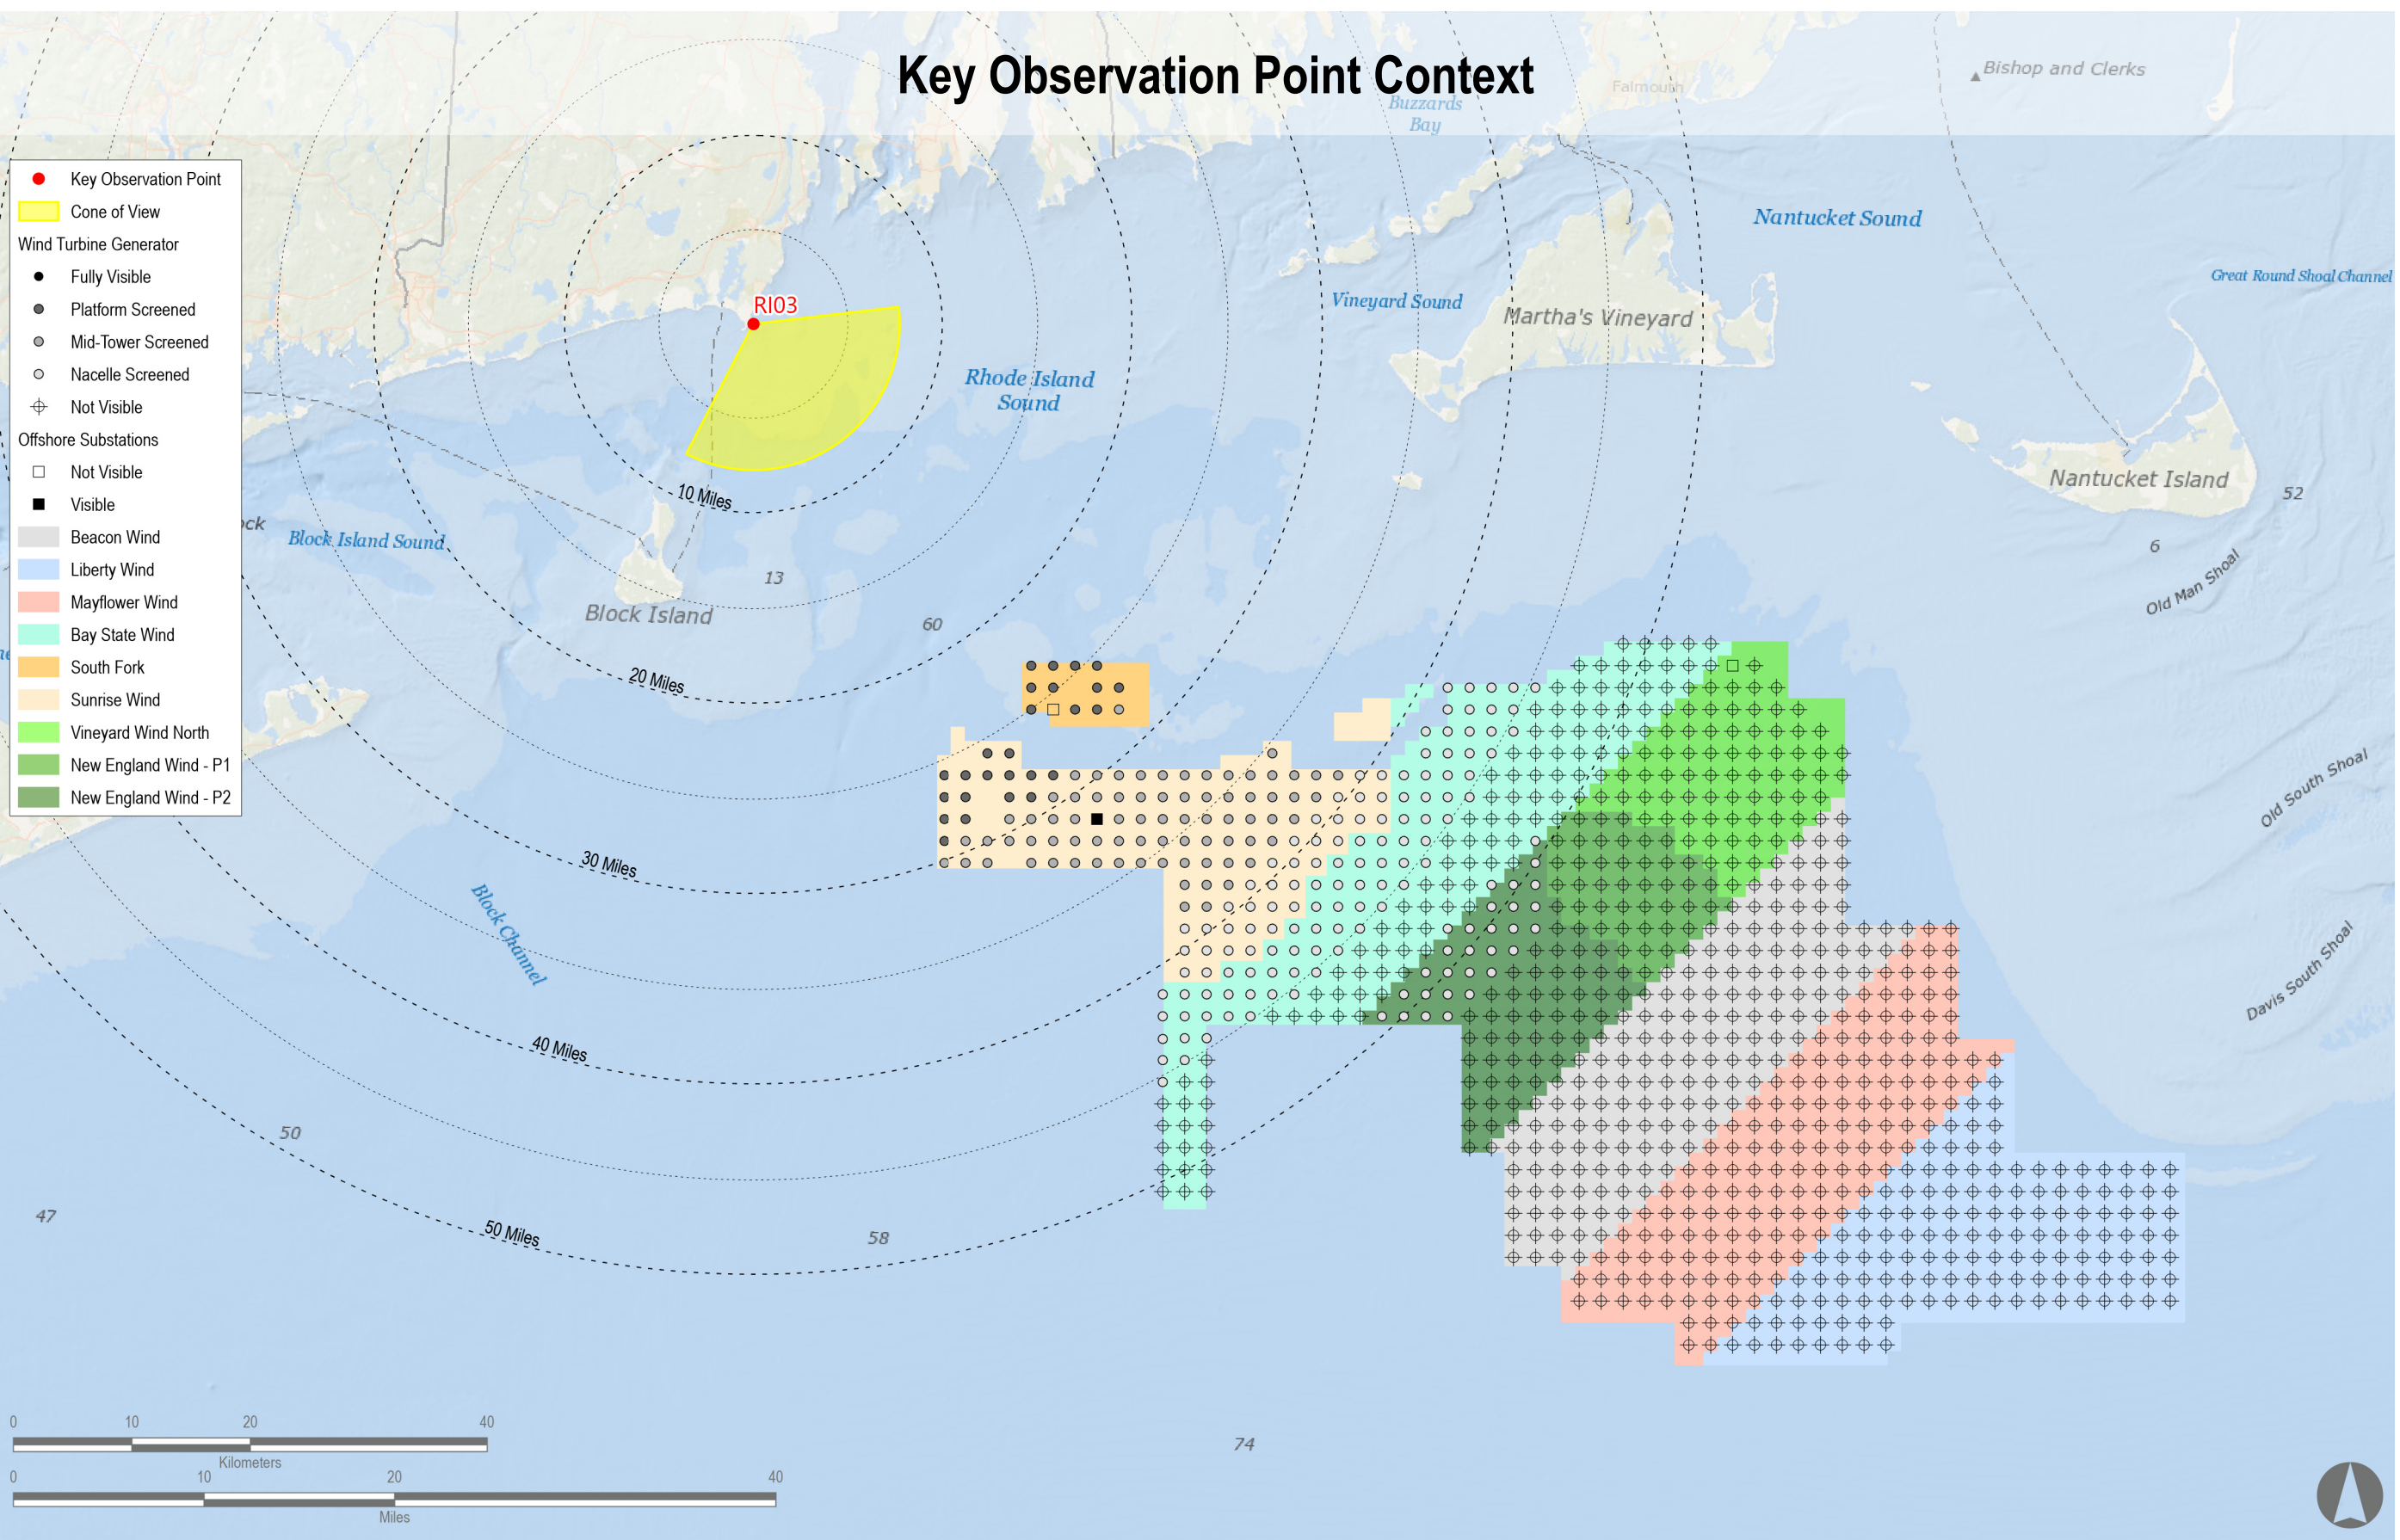 Key Observation Point Context
Bishop and Clerks
Falmouth
Buzzards
Bay
Key Observation Point
Cone of View
Wind Turbine Generator
Fully Visible
Platform Screened
Mid-Tower Screened
Nacelle Screened
Not Visible
Offshore Substations
Not Visible
Visible
Beacon Wind
Liberty Wind
Mayflower Wind
Bay State Wind
South Fork
Sunrise Wind
Vineyard Wind North
New England Wind - P1
New England Wind - P2
Nantucket Sound
Great Round Shoal Channel
RI03
Vineyard Sound
Martha's Vineyard
Rhode Island
Sound
Nantucket Island
52
10 Miles
Block Island Sound
6
13
Old Man Shoal
Block Island
60
20 Miles
Old South Shoal
30 Miles
Block Channel
Davis South Shoal
40 Miles
50
47
50 Miles
58
74
0 10 20 40
Kilometers
0 10 20 40
Miles